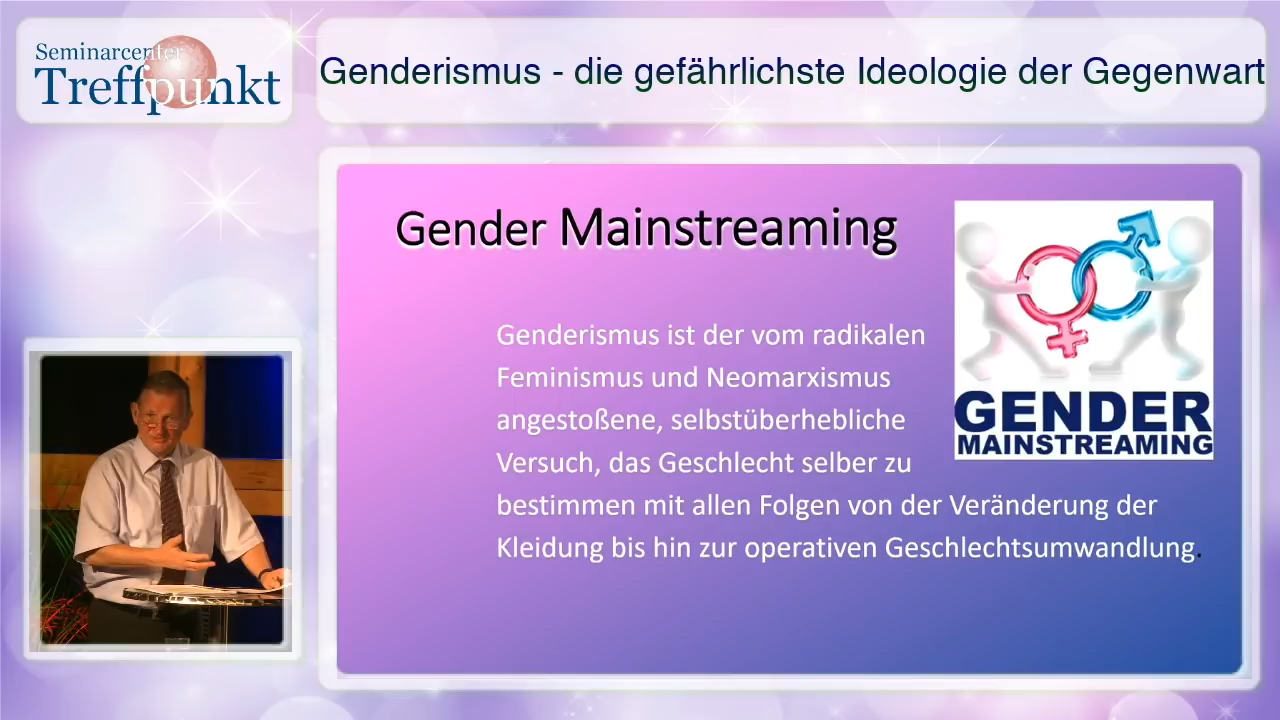 Seminarcenter
Treffpunkt
Genderismus - die gefährlichste Ideologie der Gegenwart
Gender Mainstreaming
Genderismus ist der vom radikalen
Feminismus und Neomarxismus
angestoßene, selbstüberhebliche
Versuch, das Geschlecht selber zu
bestimmen mit allen Folgen von der Veränderung der
Kleidung bis hin zur operativen Geschlechtsumwandlung.
GENDER
MAINSTREAMING